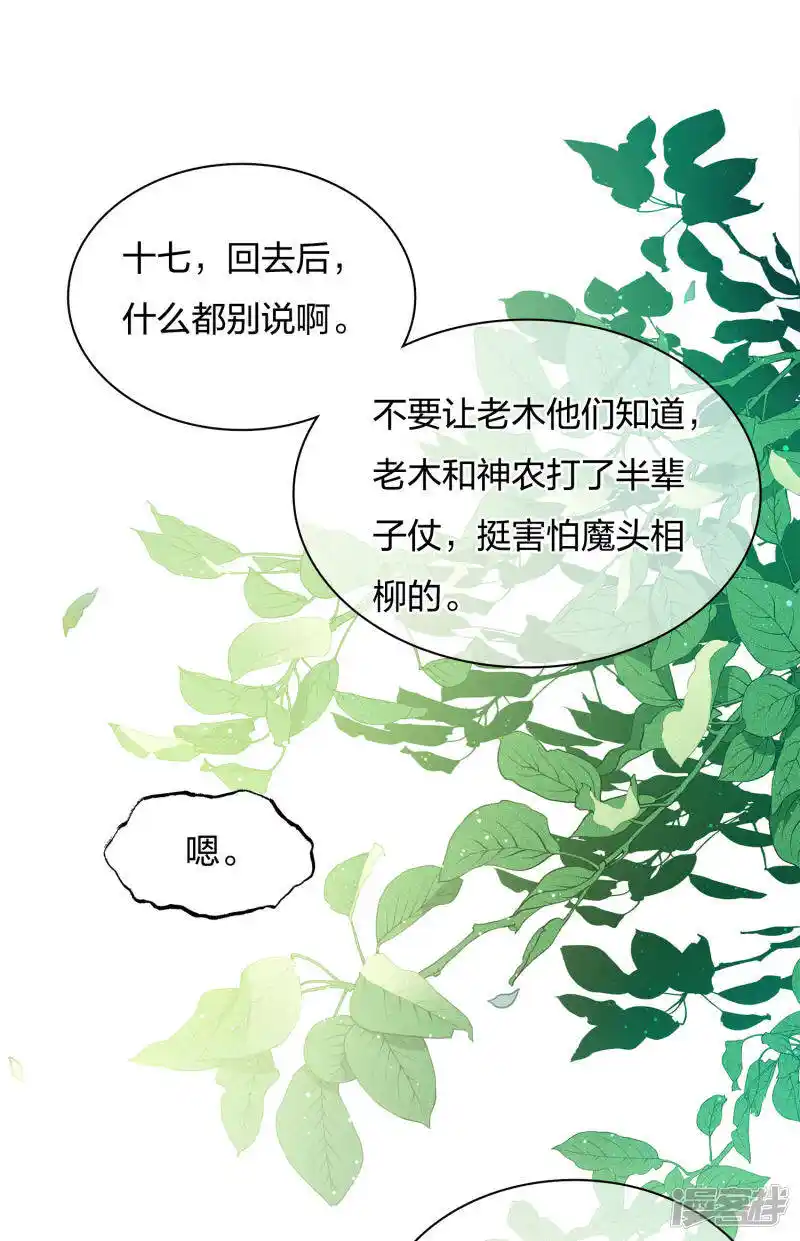 十七，回去后，
什么都别说啊。
不要让老木他们知道，
老木和神农打了半辈
子仗，挺害怕魔头相
柳的。
嗯。
漫客栈